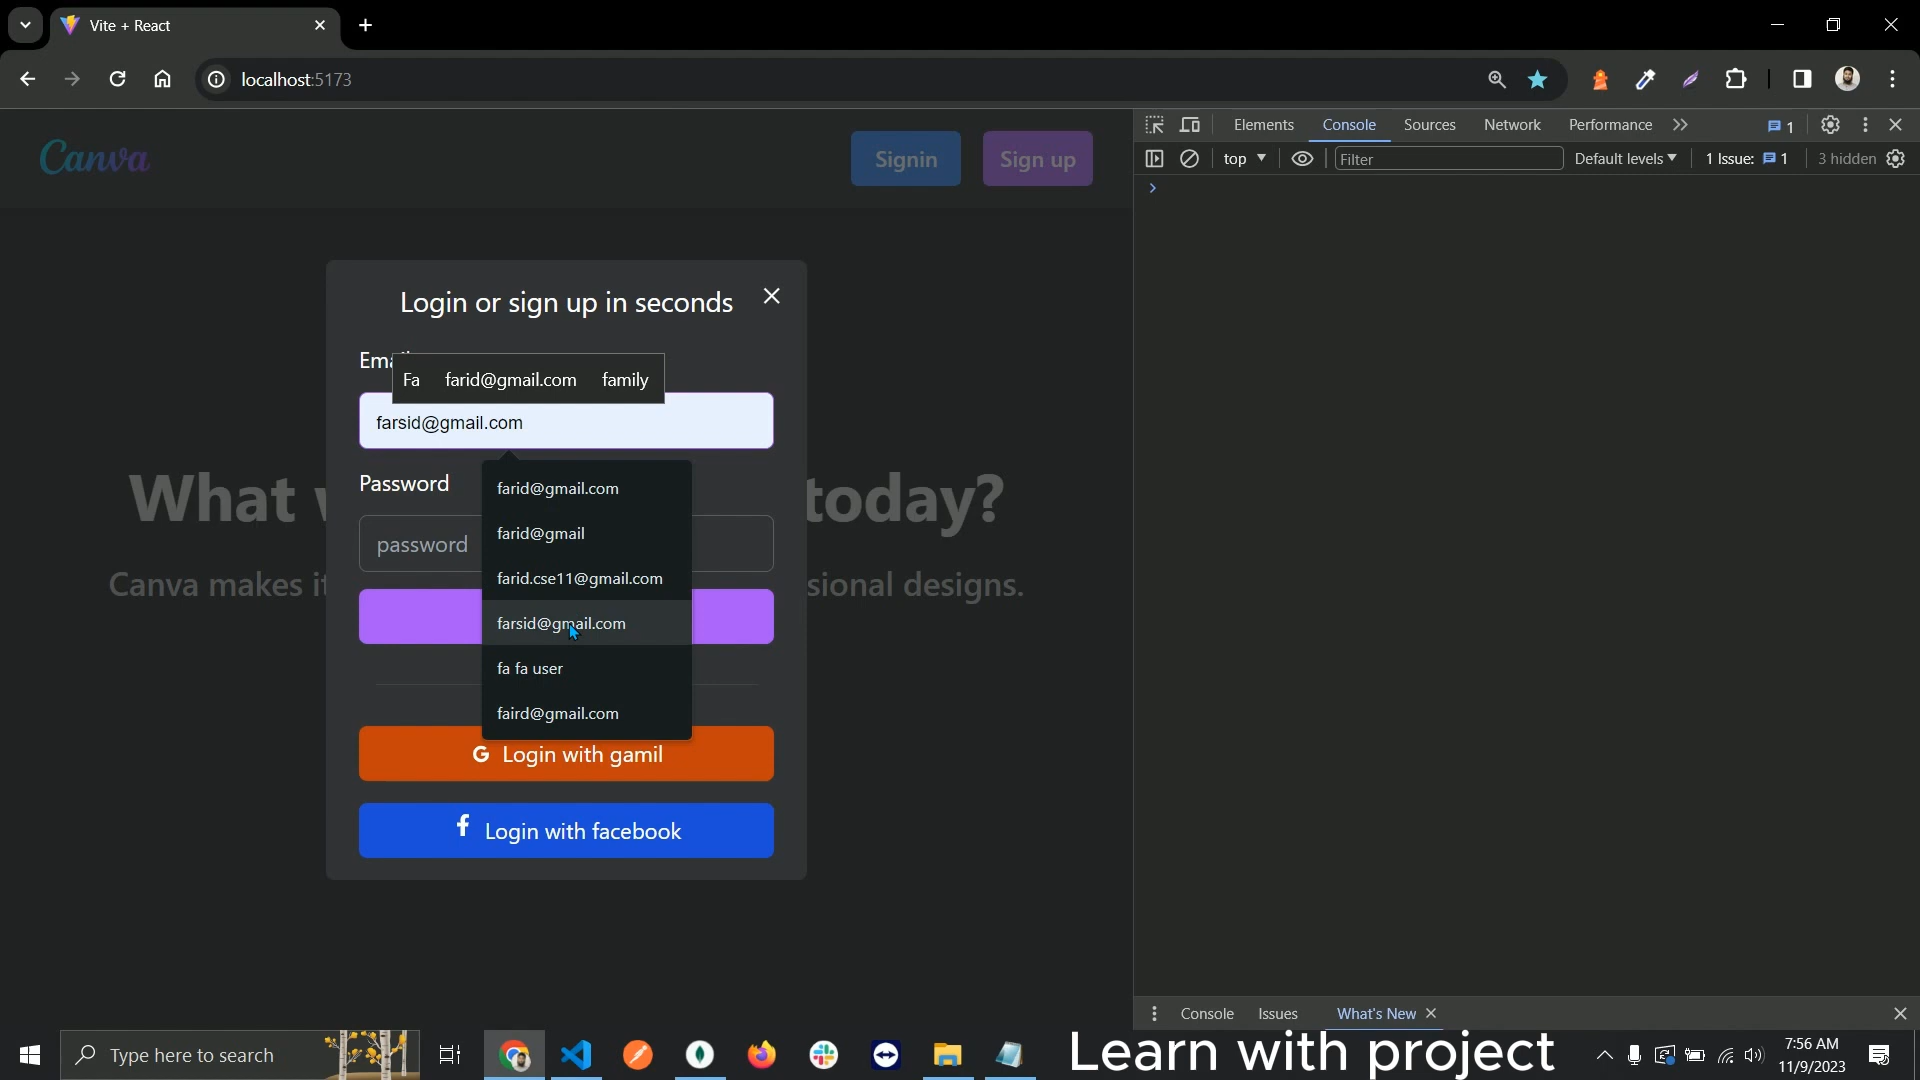 Vite + React
localhost:5173
Canva
Signin
Sign up
Elements
Console
Sources
Network
Performance
1
top
Filter
Default levels
1 Issue:
1
3 hidden
Login or sign up in seconds
Fa farid@gmail.com family
farsid@gmail.com
Password
password
farid@gmail.com
farid@gmail
farid.cse11@gmail.com
farsid@gmail.com
fa fa user
faird@gmail.com
What
today?
Canva makes
sional designs.
G Login with gamil
f Login with facebook
Console
Issues
What's New
Type here to search
Learn with project
7:56 AM
11/9/2023